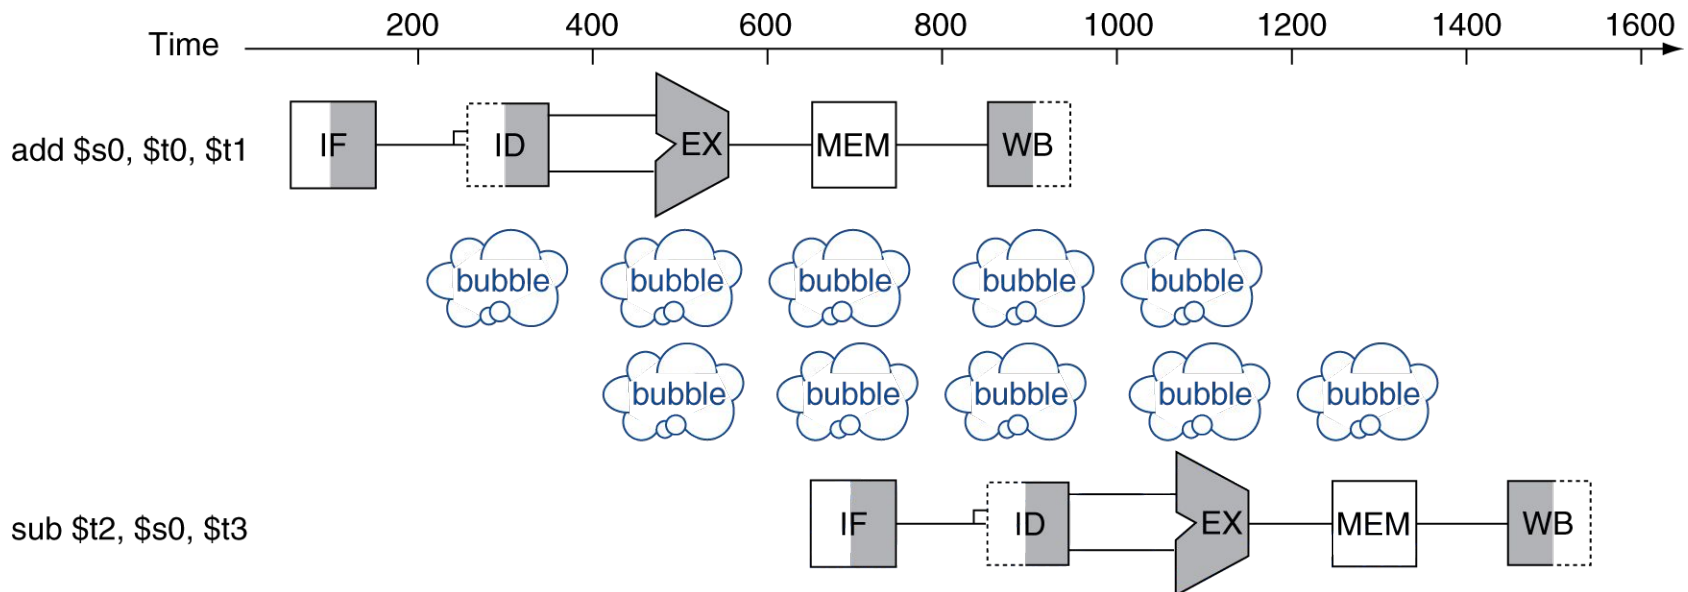 200 400 600 800 1000 1200 1400 1600
Time
add $s0, $t0, $t1 IF ID EX MEM WB
bubble bubble bubble bubble bubble
bubble bubble bubble bubble bubble
sub $t2, $s0, $t3 IF ID EX MEM WB